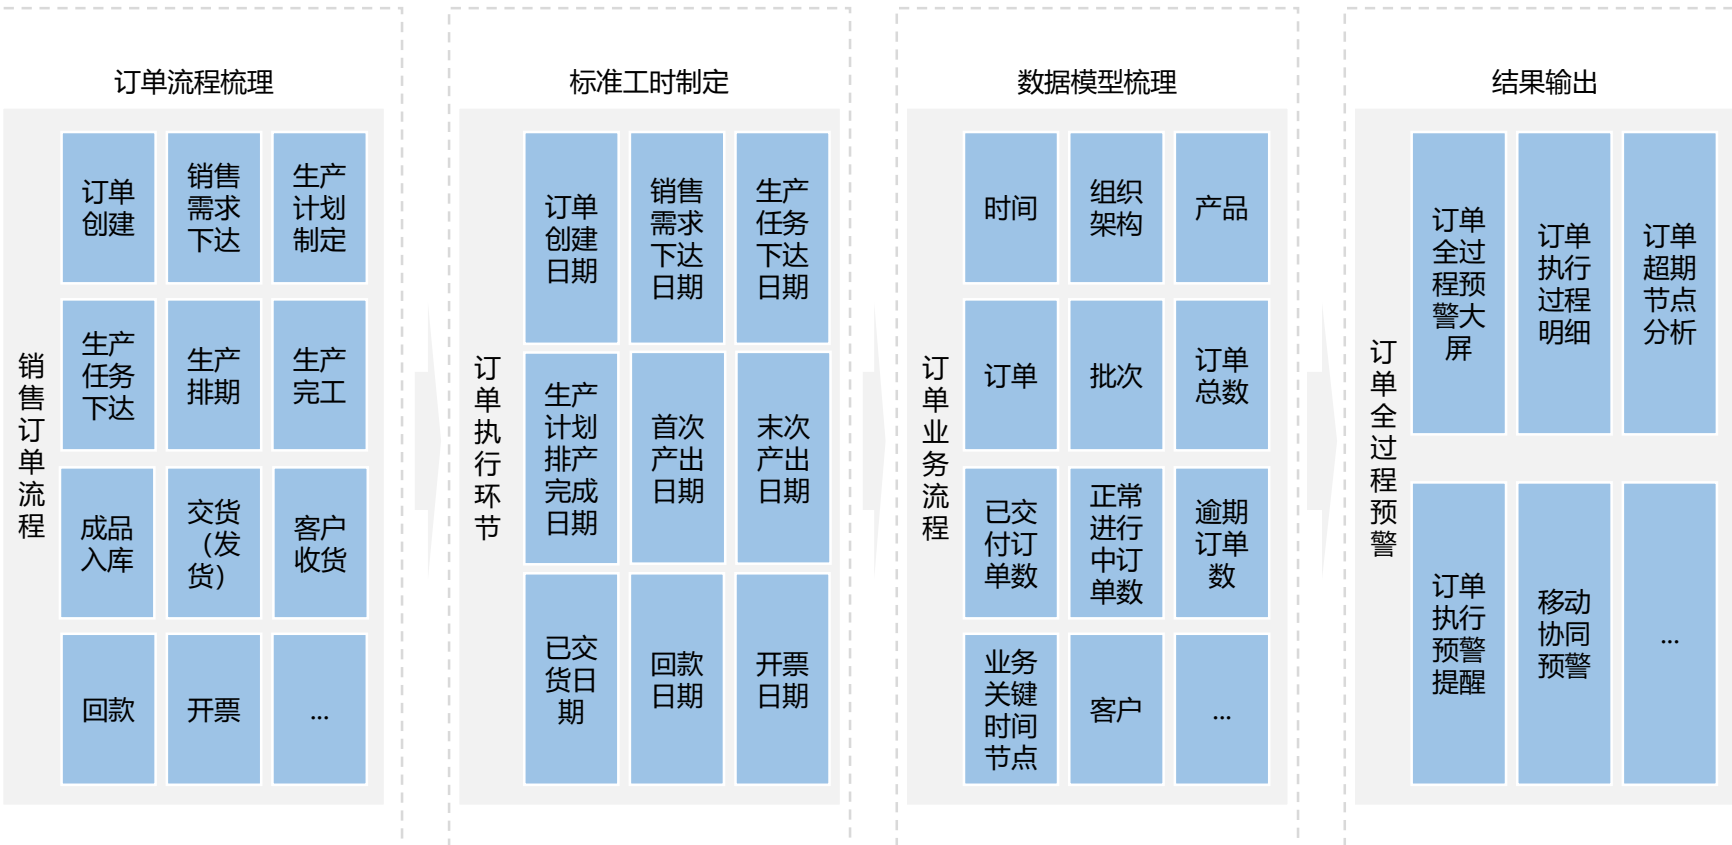 订单流程梳理
销售订单流程
订单
创建
销售
需求
下达
生产
计划
制定
生产
任务
下达
生产
排期
生产
完工
成品
入库
交货
（发
货）
客户
收货
回款
开票
...
标准工时制定
订单执行环节
订单
创建
日期
销售
需求
下达
日期
生产
任务
下达
日期
生产
计划
排产
完成
日期
首次
产出
日期
末次
产出
日期
已交
货日
期
回款
日期
开票
日期
数据模型梳理
订单业务流程
时间
组织
架构
产品
订单
批次
订单
总数
已交
付订
单数
正常
进行
中订
单数
逾期
订单
数
业务
关键
时间
节点
客户
...
结果输出
订单全过程预警
订单
全过
程预
警大
屏
订单
执行
过程
明细
订单
超期
节点
分析
订单
执行
预警
提醒
移动
协同
预警
...